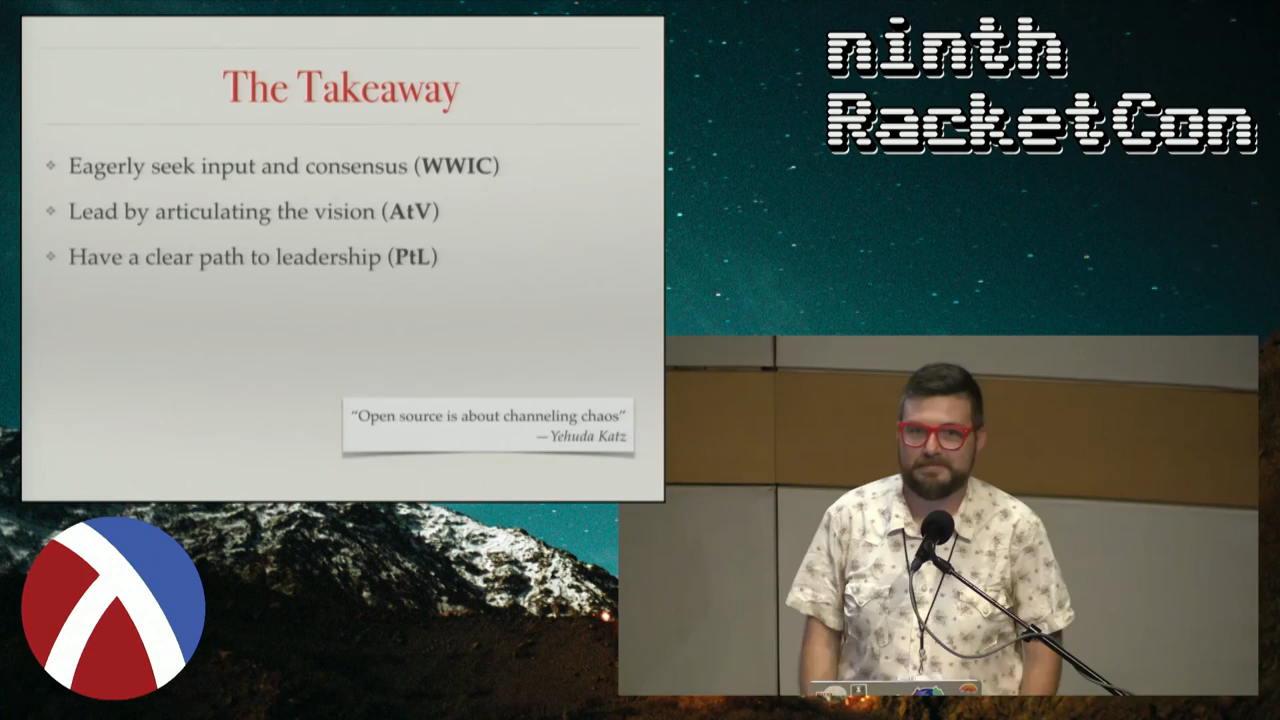 The Takeaway
Eagerly seek input and consensus (WWIC)
Lead by articulating the vision (AtV)
Have a clear path to leadership (PtL)
“Open source is about channeling chaos”
—Yehuda Katz
ninth
RacketCon